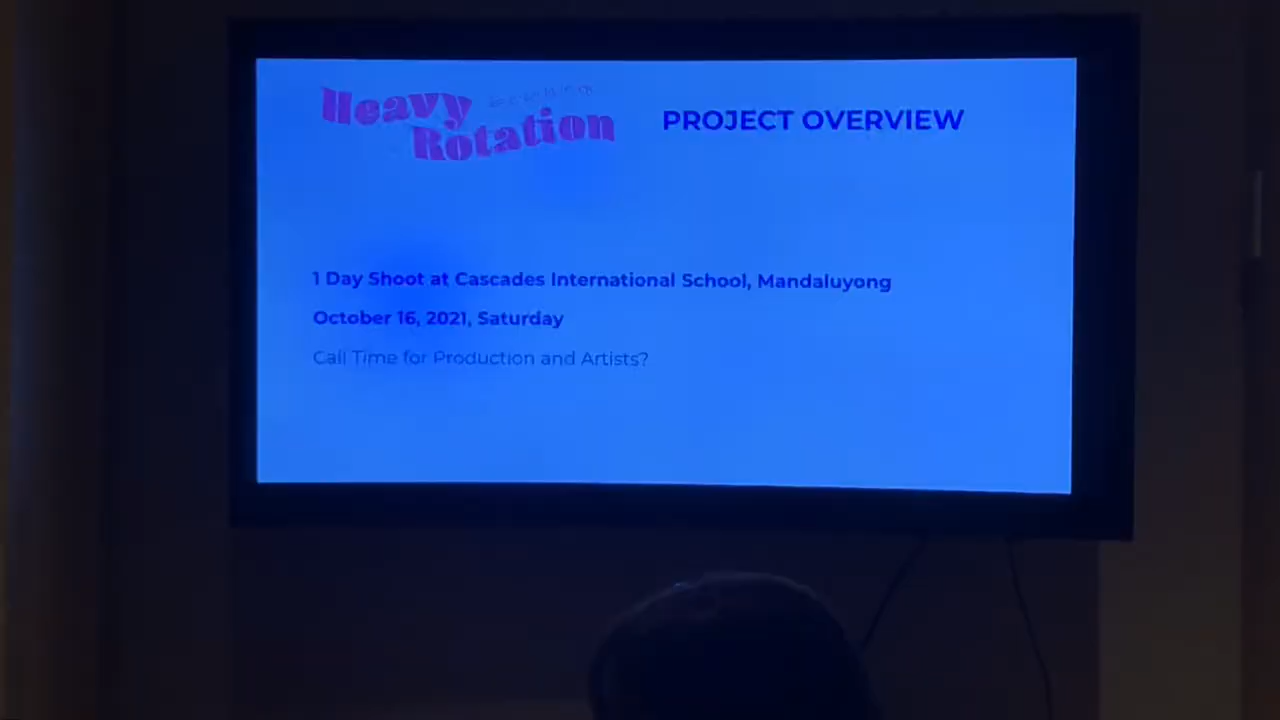 Heavy
Rotation
PROJECT OVERVIEW
1 Day Shoot at Cascades International School, Mandaluyong
October 16, 2021, Saturday
Call Time for Production and Artists?